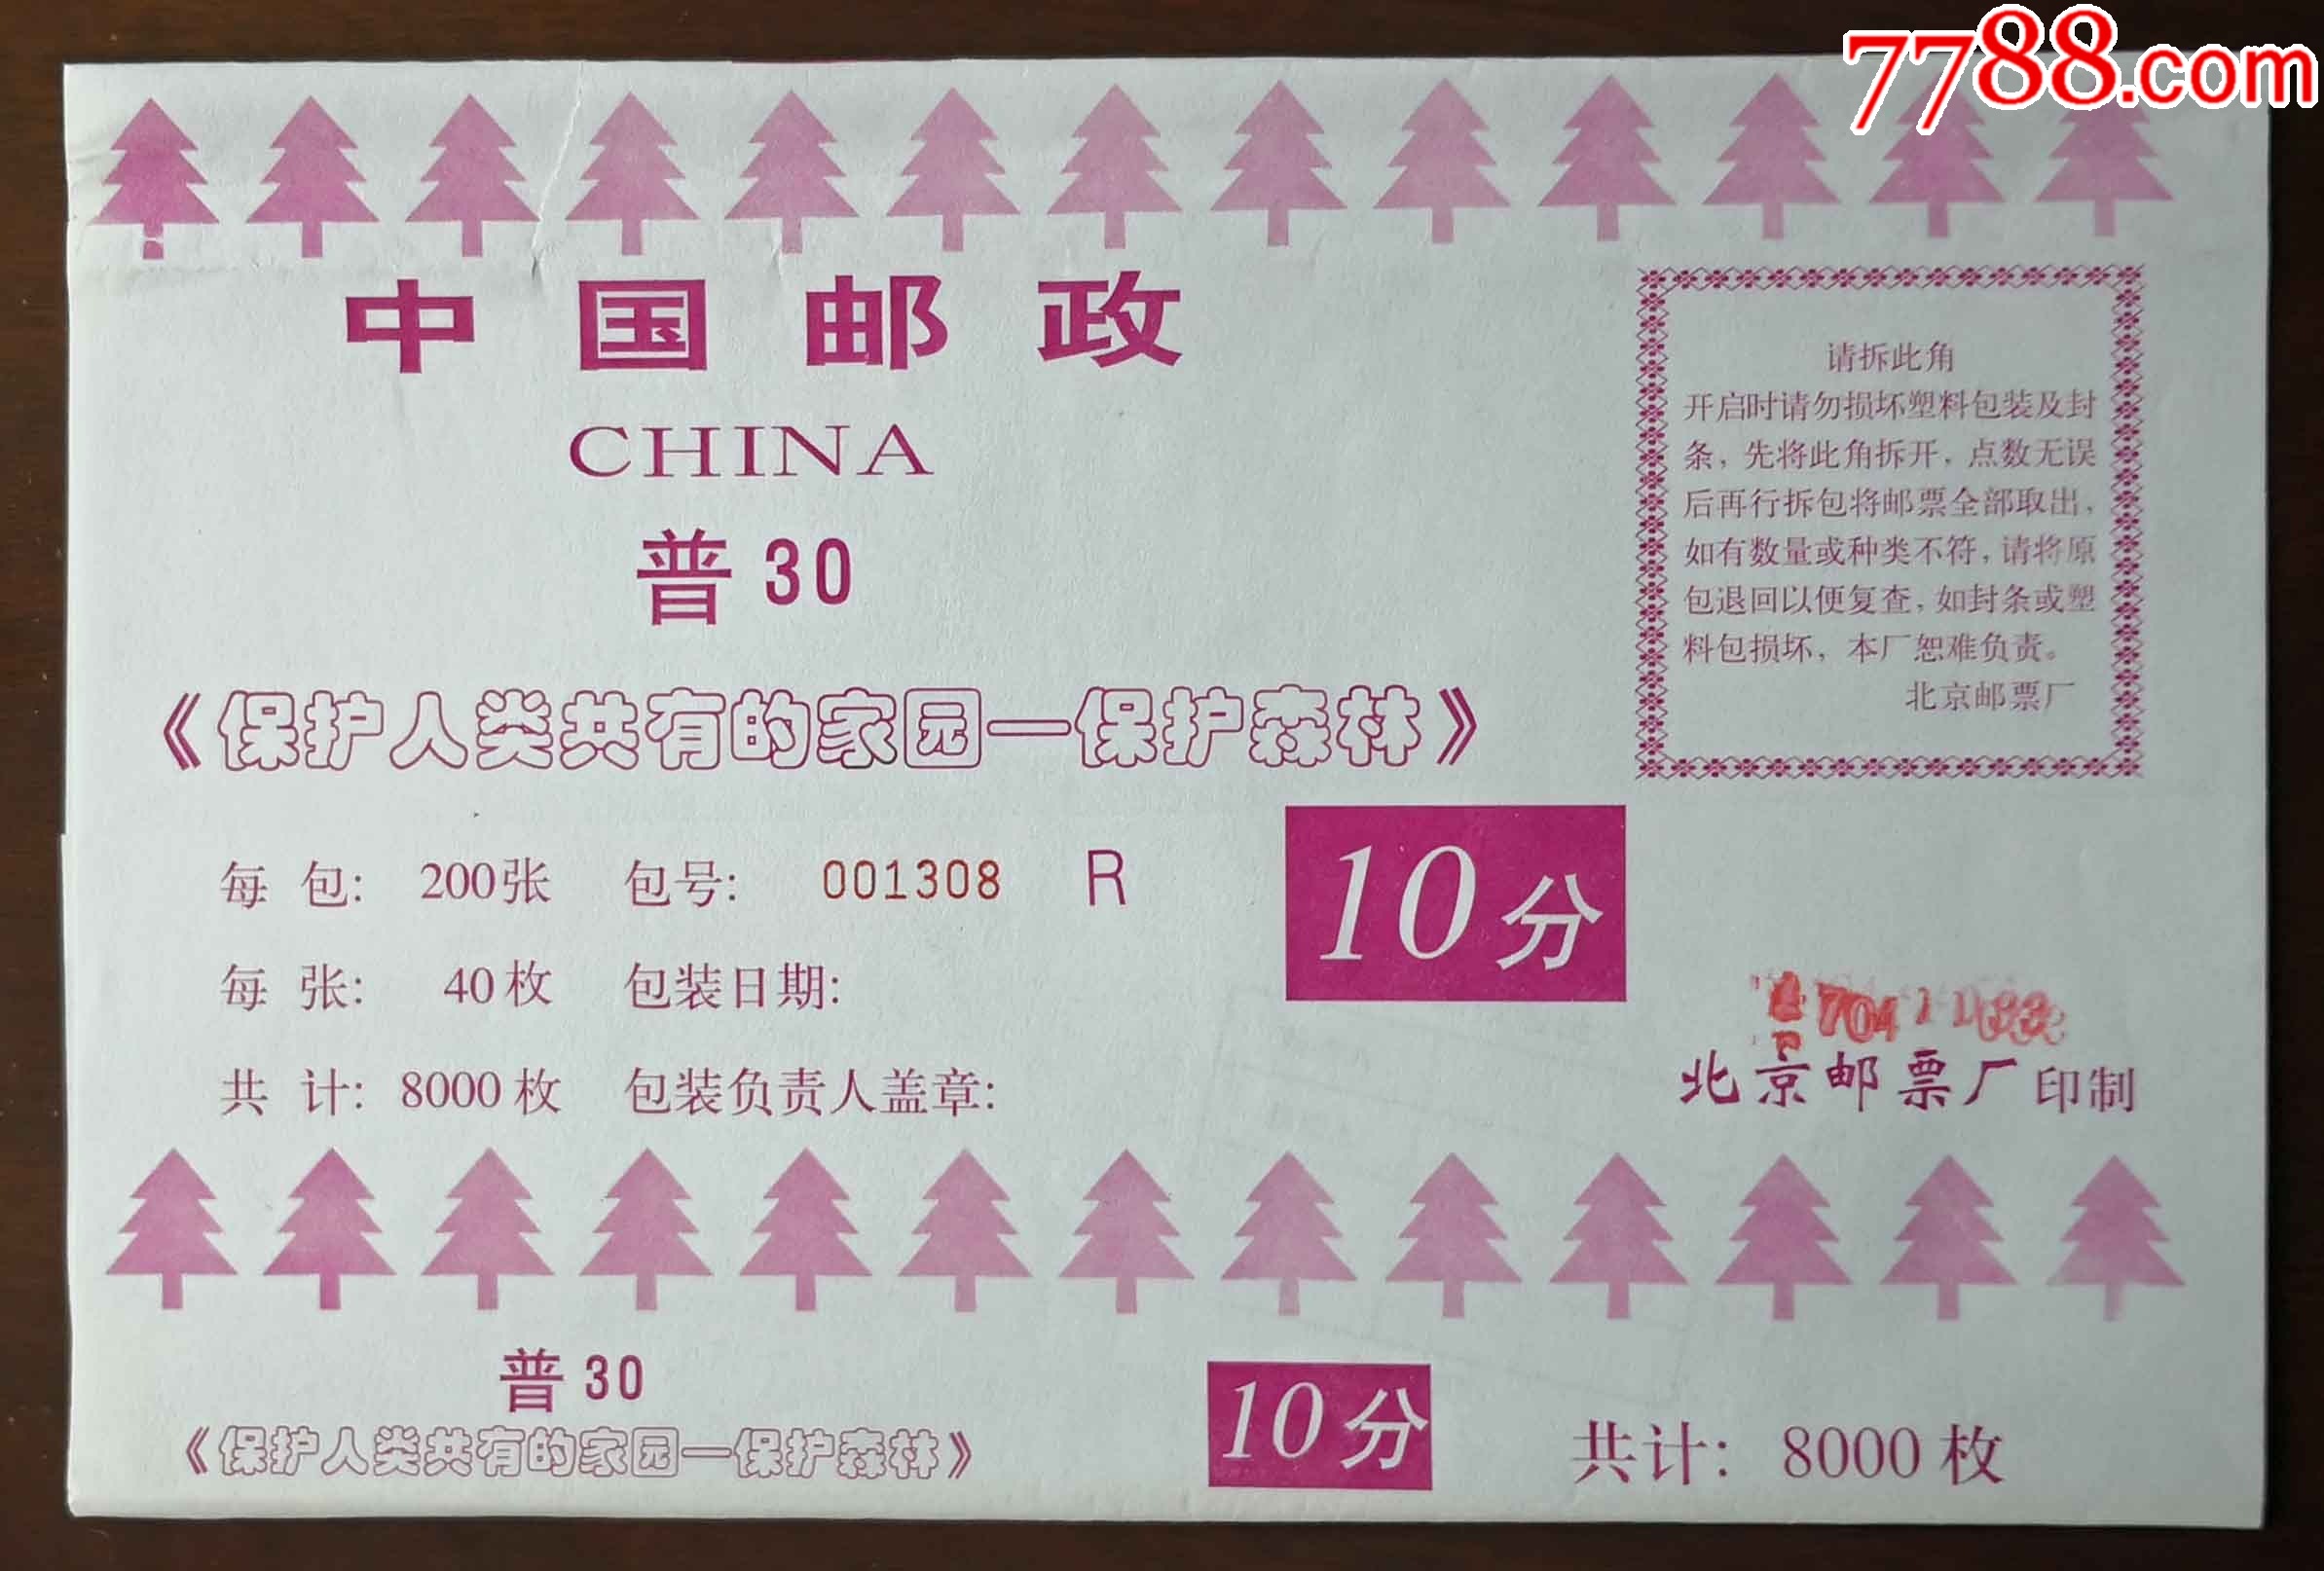 7788.com
中国邮政
CHINA
普30
《保护人类共有的家园—保护森林》
请拆此角
开启时请勿损坏塑料包装及封
条，先将此角拆开，点数无误
后再行拆包将邮票全部取出，
如有数量或种类不符，请将原
包退回以便复查，如封条或塑
料包损坏，本厂恕难负责。
北京邮票厂
每 包: 200张 包号: 001308 R
10分
每 张: 40枚 包装日期:
共 计: 8000枚 包装负责人盖章:
北京邮票厂印制
普30
《保护人类共有的家园—保护森林》
10分
共计: 8000枚